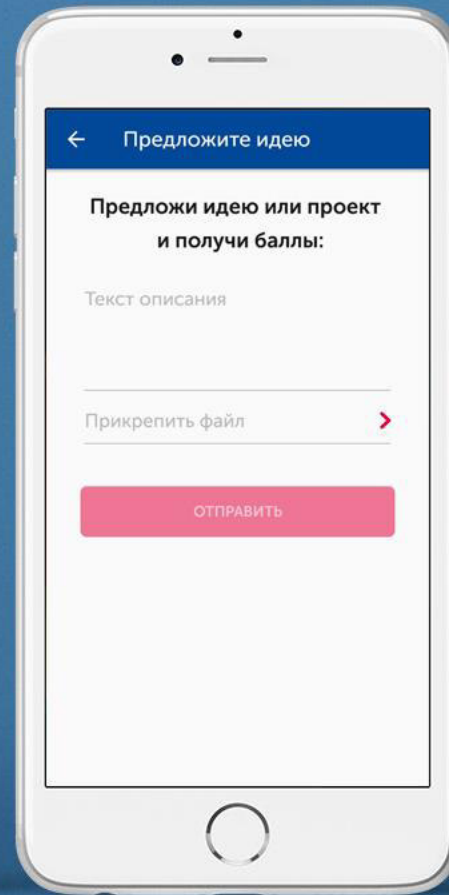 Предложите идею
Предложи идею или проект
и получи баллы:
Текст описания
Прикрепить файл
ОТПРАВИТЬ